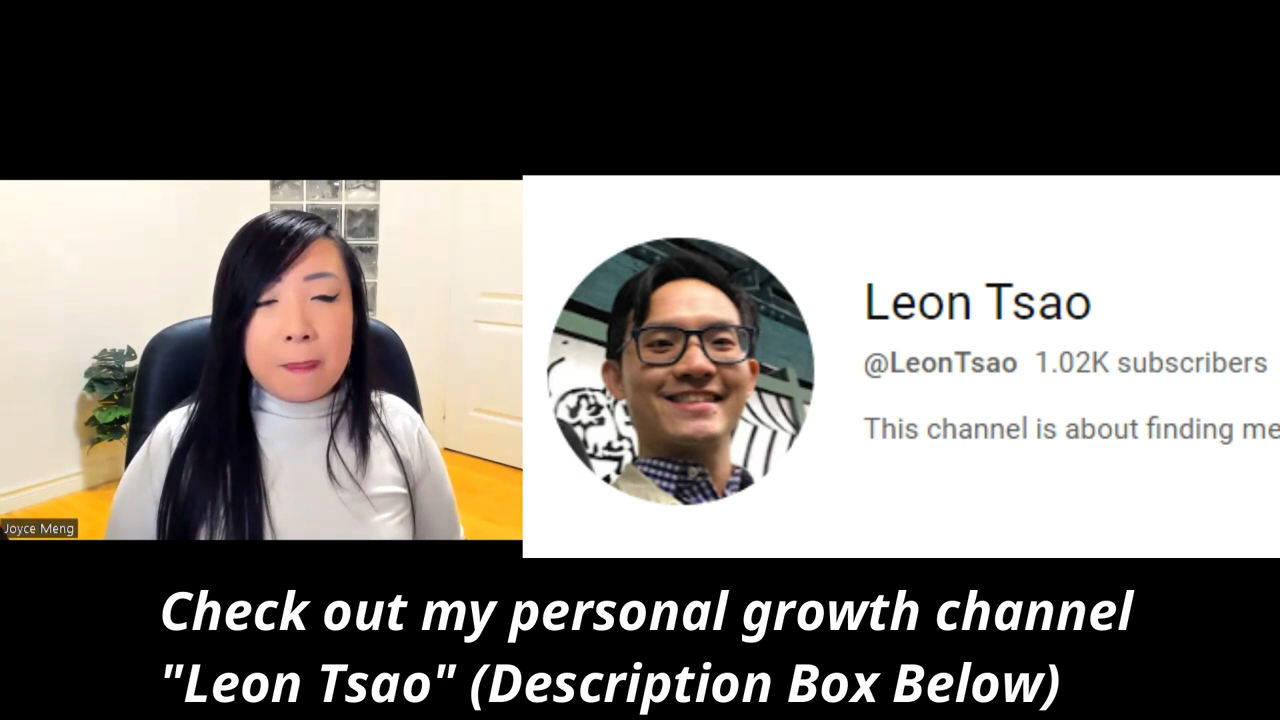 Joyce Meng
Leon Tsao
@LeonTsao 1.02K subscribers
This channel is about finding me
Check out my personal growth channel
"Leon Tsao" (Description Box Below)